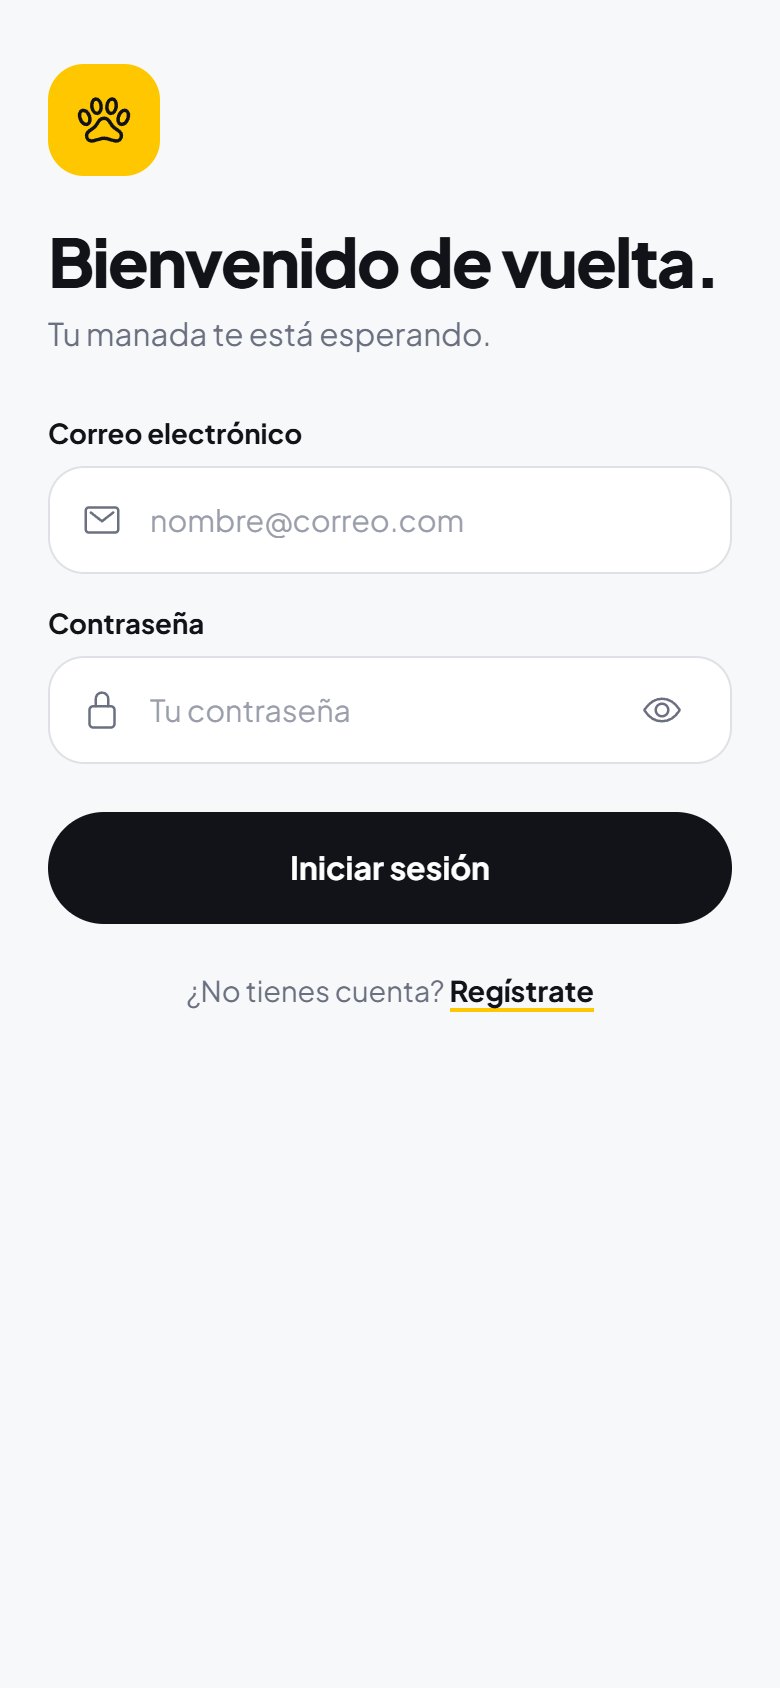 Bienvenido de vuelta.
Tu manada te está esperando.
Correo electrónico
nombre@correo.com
Contraseña
Tu contraseña
Iniciar sesión
¿No tienes cuenta? Regístrate